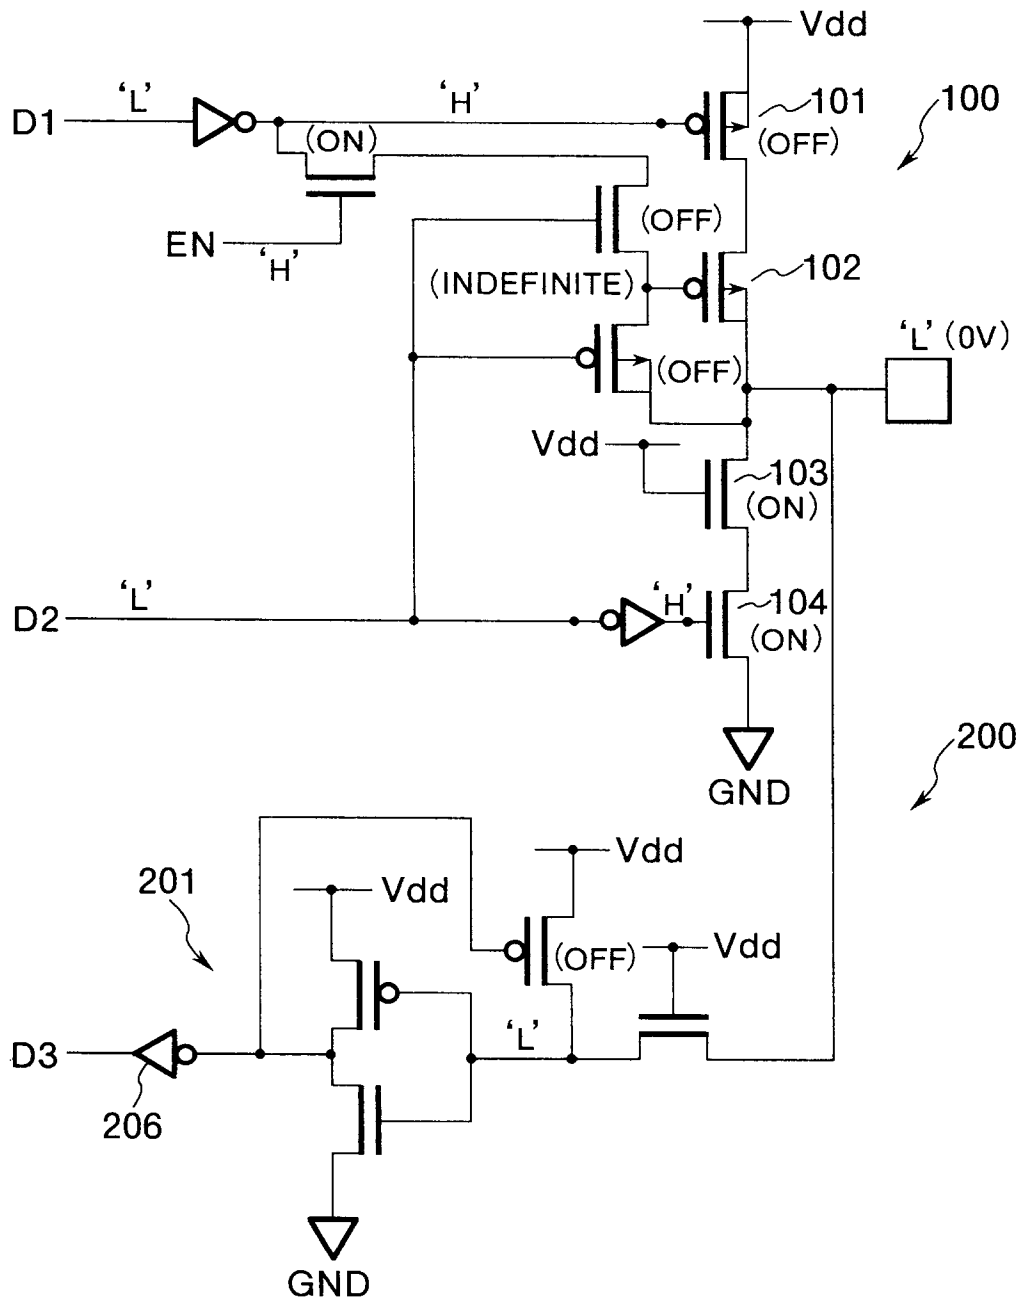 Vdd
'L'
'H'
101
100
D1
(ON)
(OFF)
(OFF)
EN
'H'
102
(INDEFINITE)
'L' (0V)
(OFF)
Vdd
103
(ON)
'L'
'H'
104
D2
(ON)
200
GND
Vdd
201
Vdd
(OFF)
Vdd
'L'
D3
206
GND